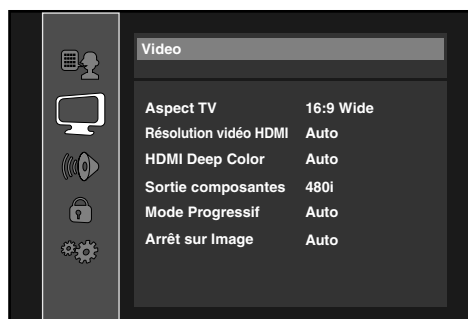 Video
Aspect TV 16:9 Wide
Résolution vidéo HDMI Auto
HDMI Deep Color Auto
Sortie composantes 480i
Mode Progressif Auto
Arrêt sur Image Auto